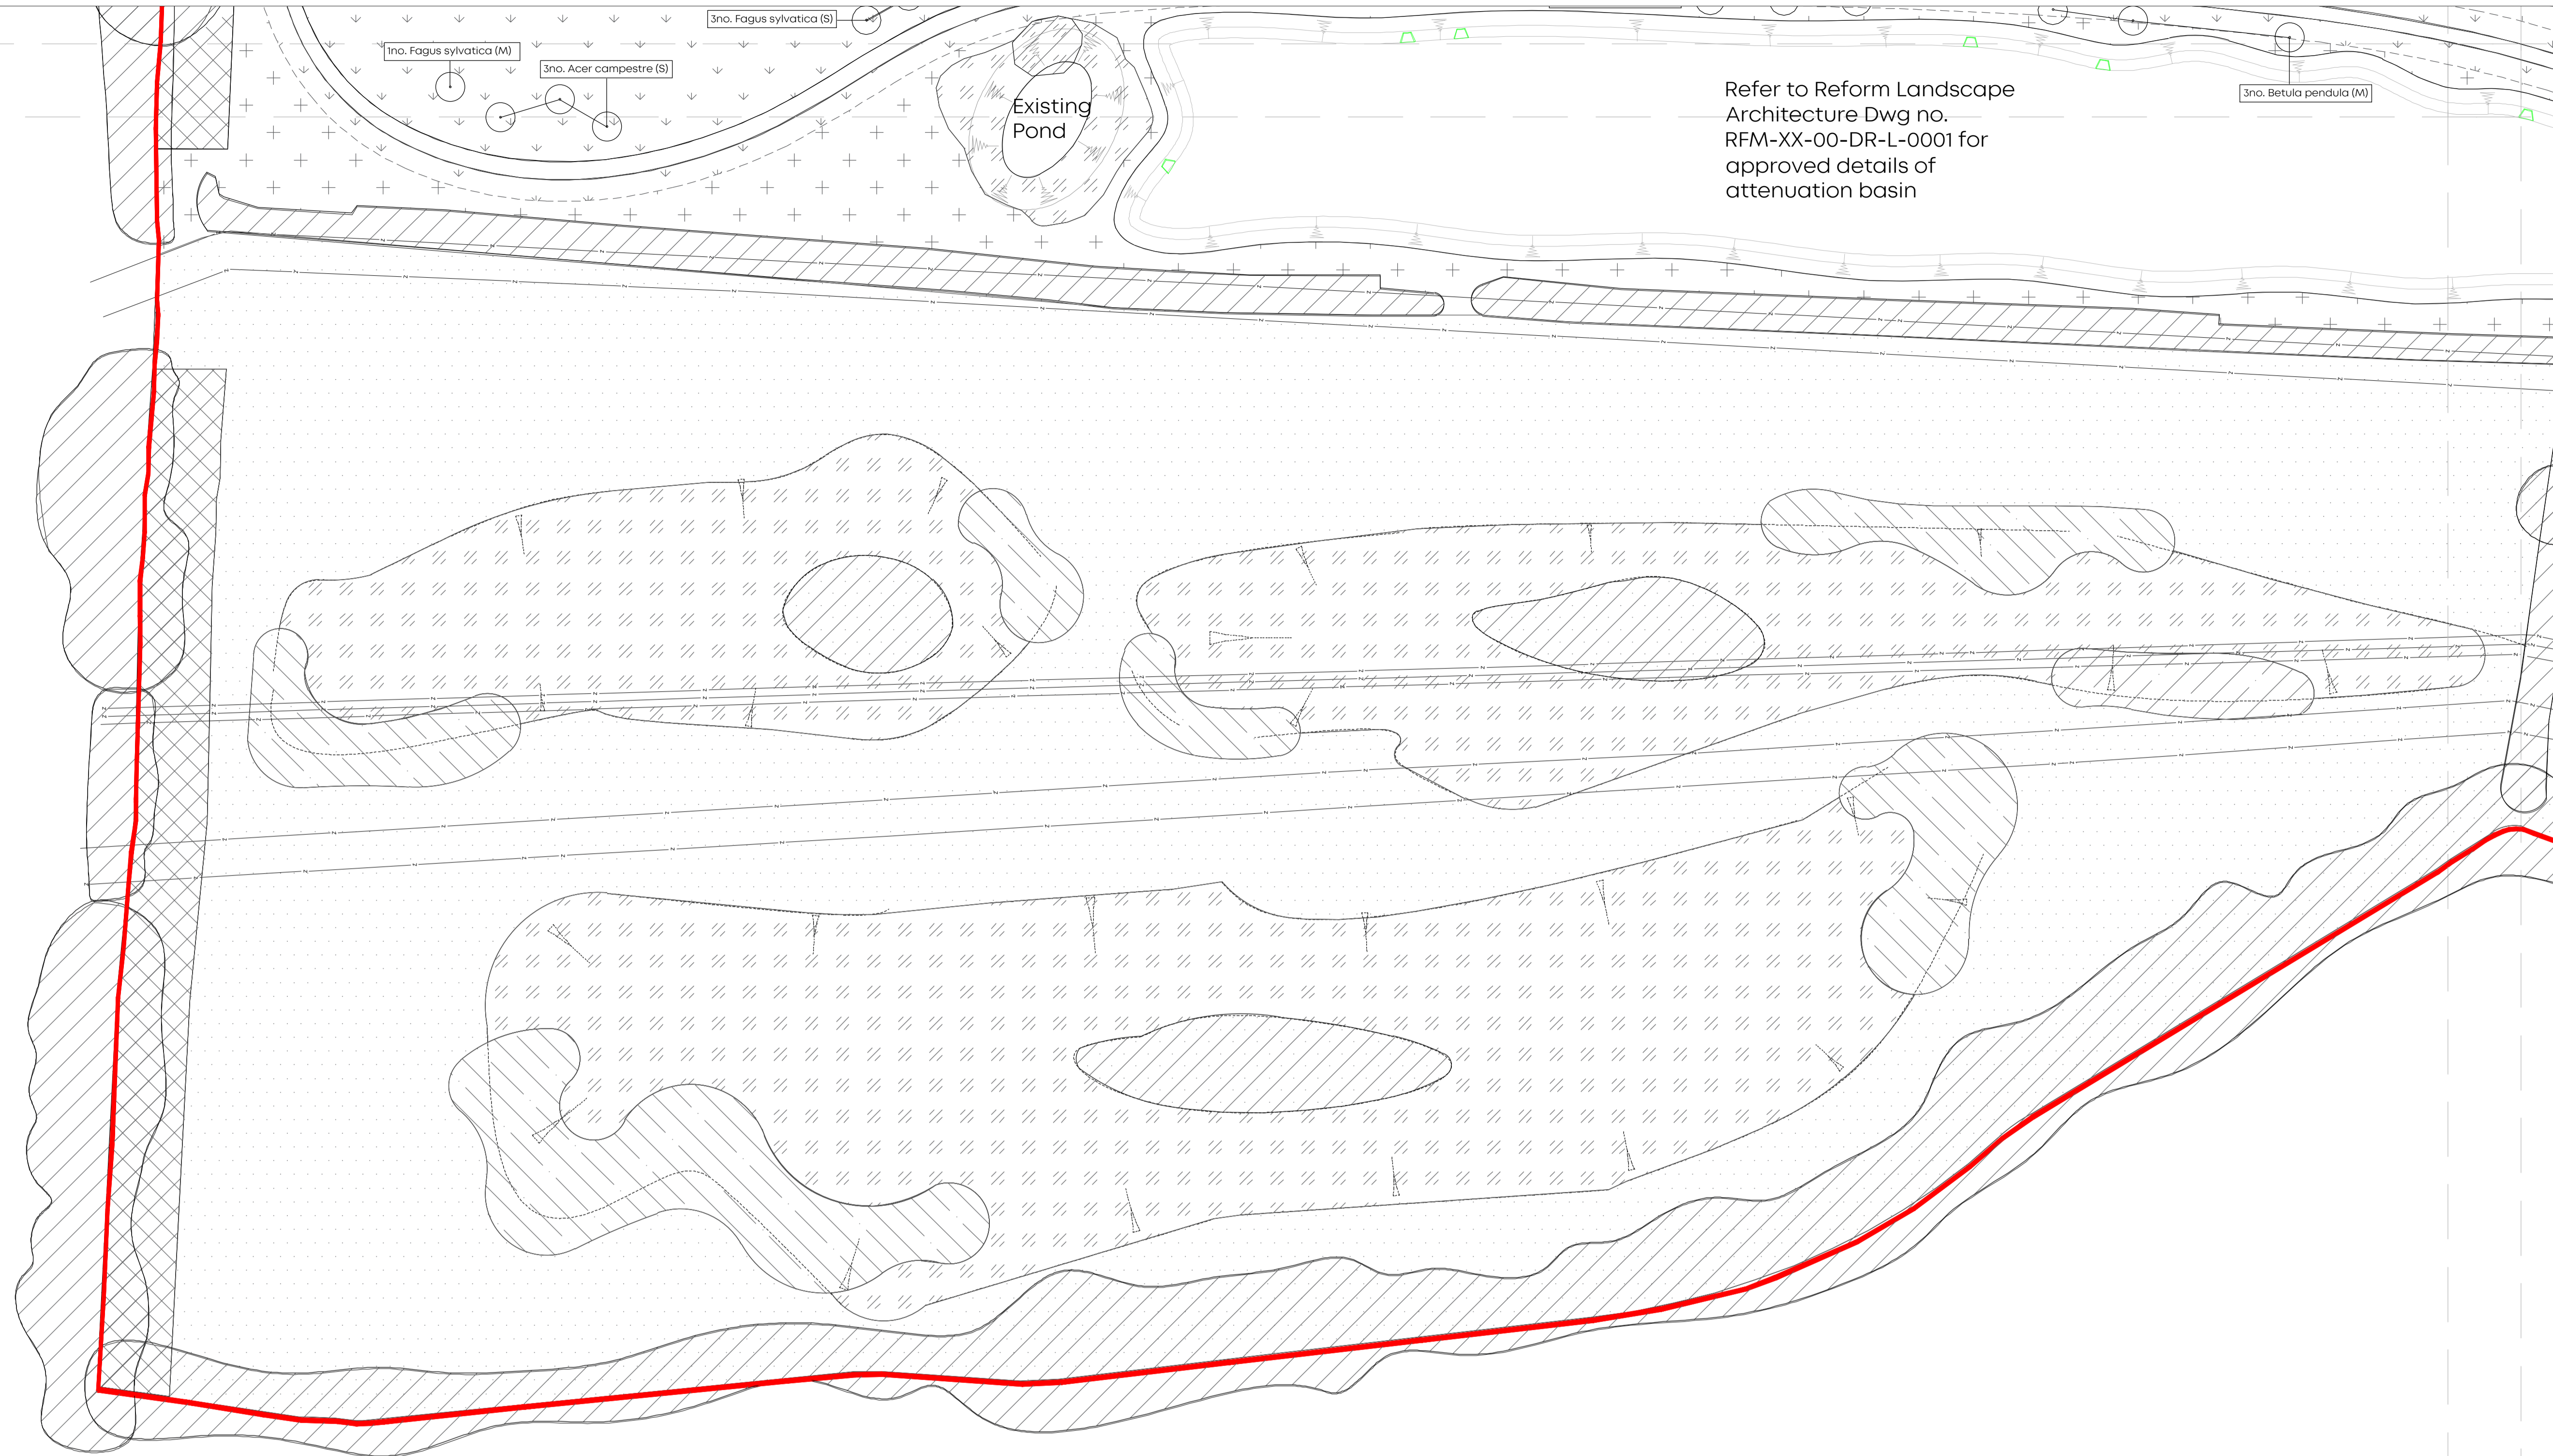 3no. Fagus sylvatica (S)
1no. Fagus sylvatica (M)
3no. Acer campestre (S)
Existing
Pond
Refer to Reform Landscape
Architecture Dwg no.
RFM-XX-00-DR-L-0001 for
approved details of
attenuation basin
3no. Betula pendula (M)